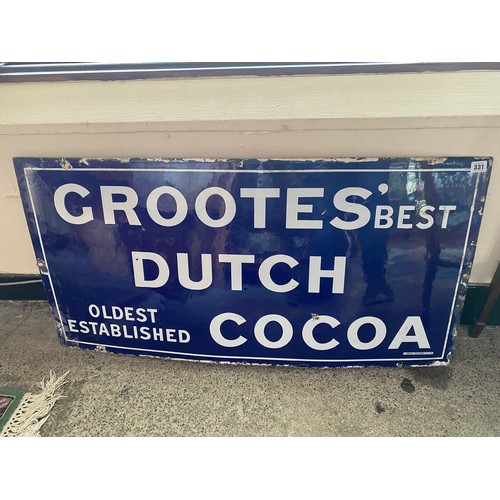 331
GROOTES' BEST
DUTCH
OLDEST
ESTABLISHED
COCOA